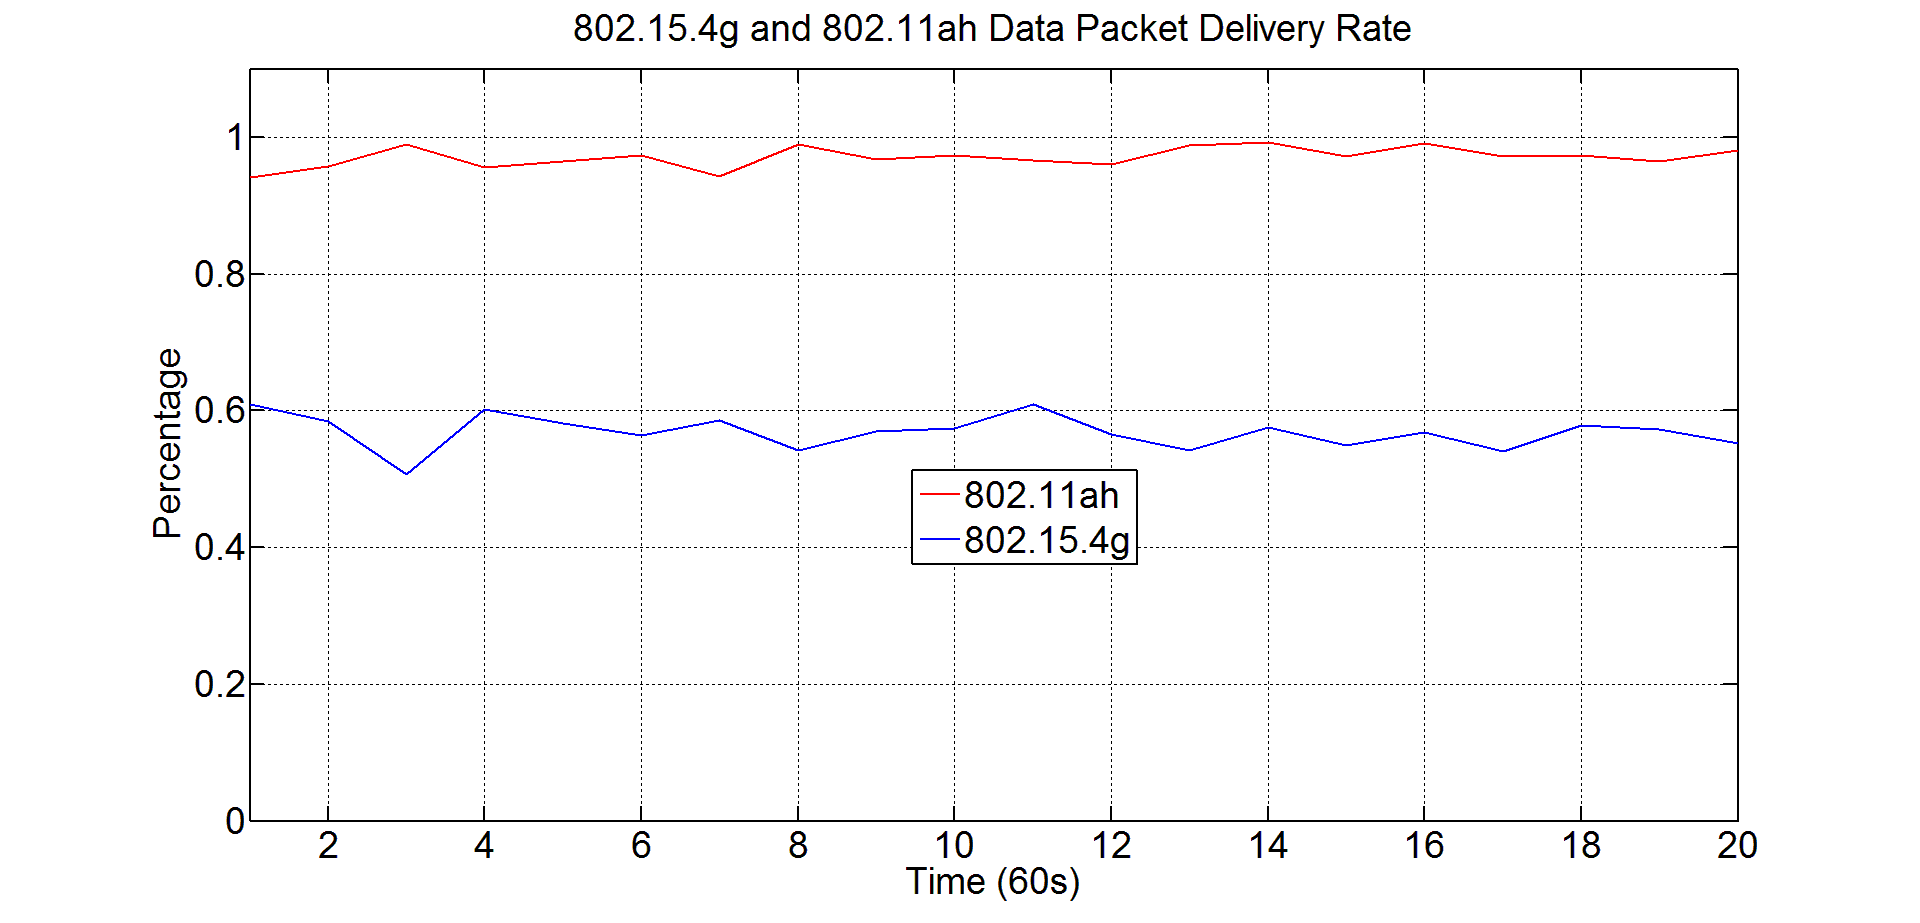 802.15.4g and 802.11ah Data Packet Delivery Rate
1
0.8
0.6
0.4
0.2
0
Percentage
802.11ah
802.15.4g
2 4 6 8 10 12 14 16 18 20
Time (60s)